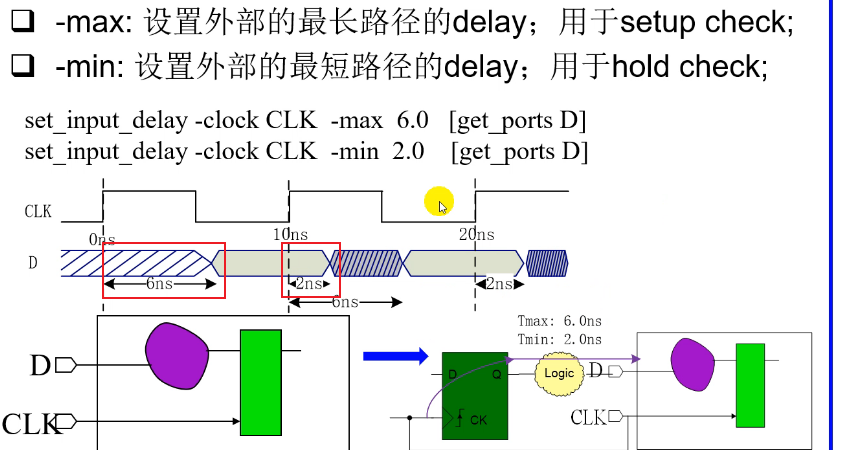 -max: 设置外部的最长路径的delay；用于setup check;
-min: 设置外部的最短路径的delay；用于hold check;
set_input_delay -clock CLK -max 6.0 [get_ports D]
set_input_delay -clock CLK -min 2.0 [get_ports D]
CLK
0ns
10ns
20ns
D
6ns
2ns
2ns
6ns
Tmax: 6.0ns
Tmin: 2.0ns
D
D
Q
Logic
D
CLK
CK
CLK